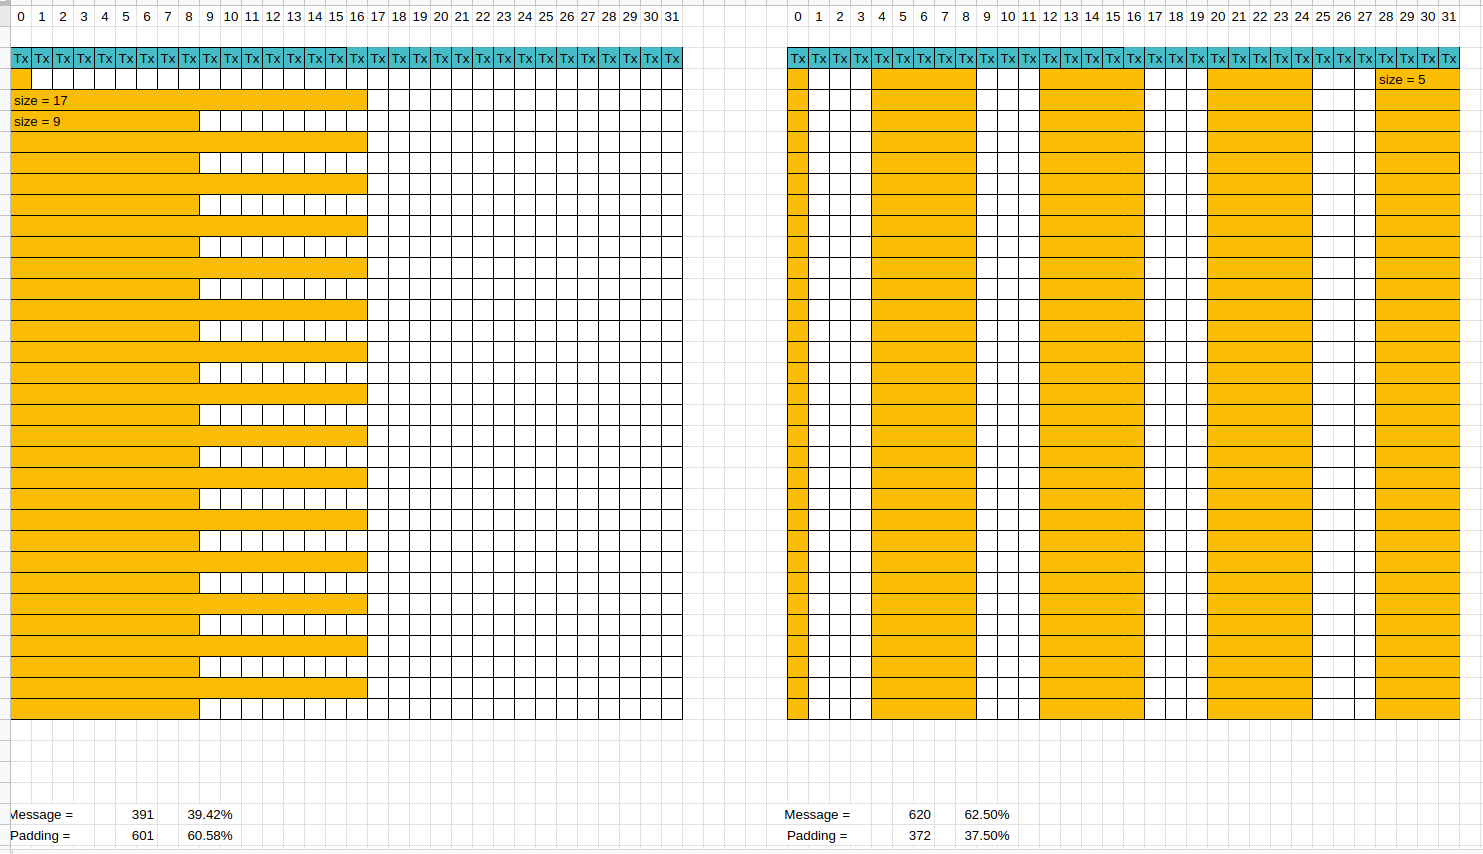 0 1 2 3 4 5 6 7 8 9 10 11 12 13 14 15 16 17 18 19 20 21 22 23 24 25 26 27 28 29 30 31 0 1 2 3 4 5 6 7 8 9 10 11 12 13 14 15 16 17 18 19 20 21 22 23 24 25 26 27 28 29 30 31
Tx Tx Tx Tx Tx Tx Tx Tx Tx Tx Tx Tx Tx Tx Tx Tx Tx Tx Tx Tx Tx Tx Tx Tx Tx Tx Tx Tx Tx Tx Tx Tx Tx Tx Tx Tx Tx Tx Tx Tx Tx Tx Tx Tx Tx Tx Tx Tx Tx Tx Tx Tx Tx Tx Tx Tx Tx Tx Tx Tx Tx Tx Tx Tx
size = 5
size = 17
size = 9
Message = 391 39.42% Message = 620 62.50%
Padding = 601 60.58% Padding = 372 37.50%